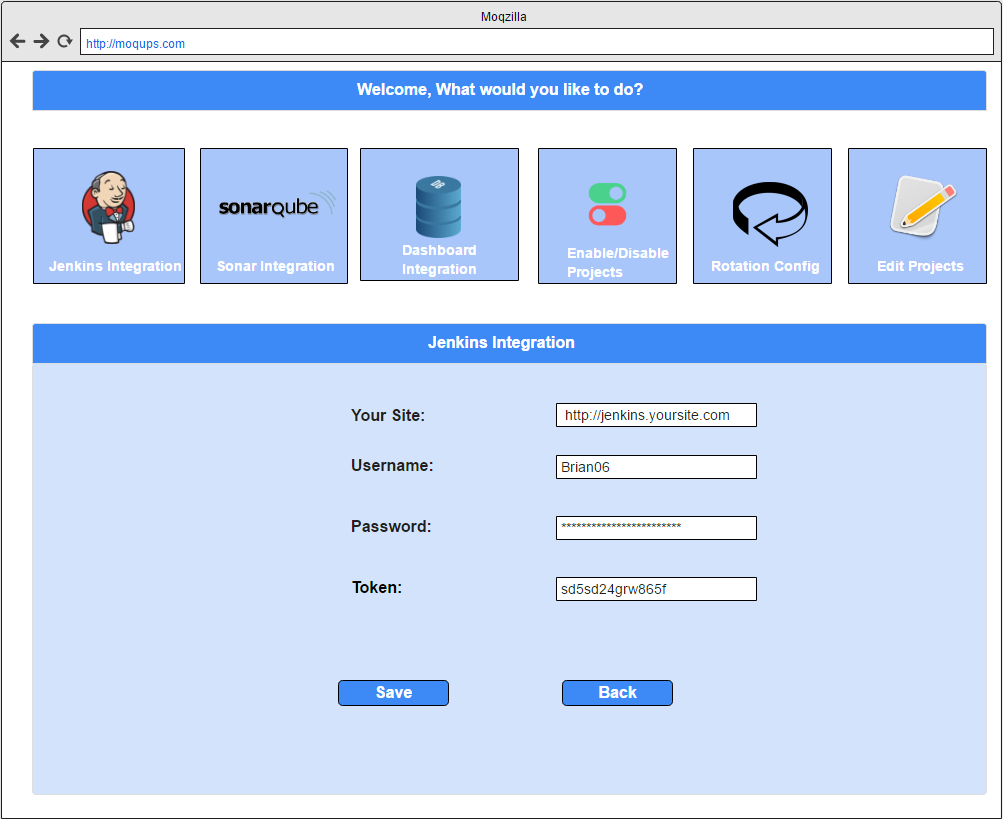 Moqzilla
http://moqups.com
Welcome, What would you like to do?
Jenkins Integration
sonarqube
Sonar Integration
DB
Dashboard
Integration
Enable/Disable
Projects
Rotation Config
Edit Projects
Jenkins Integration
Your Site:
http://jenkins.yoursite.com
Username:
Brian06
Password:
************************
Token:
sd5sd24grw865f
Save
Back